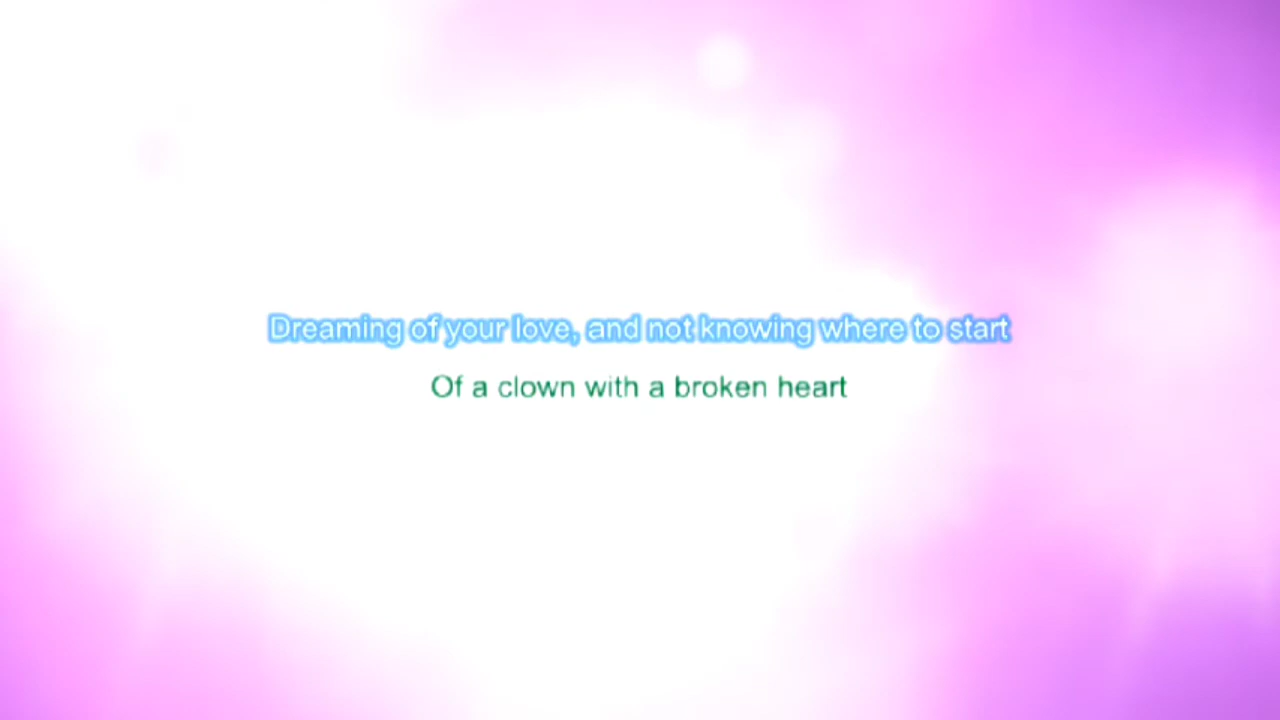 Dreaming of your love, and not knowing where to start
Of a clown with a broken heart